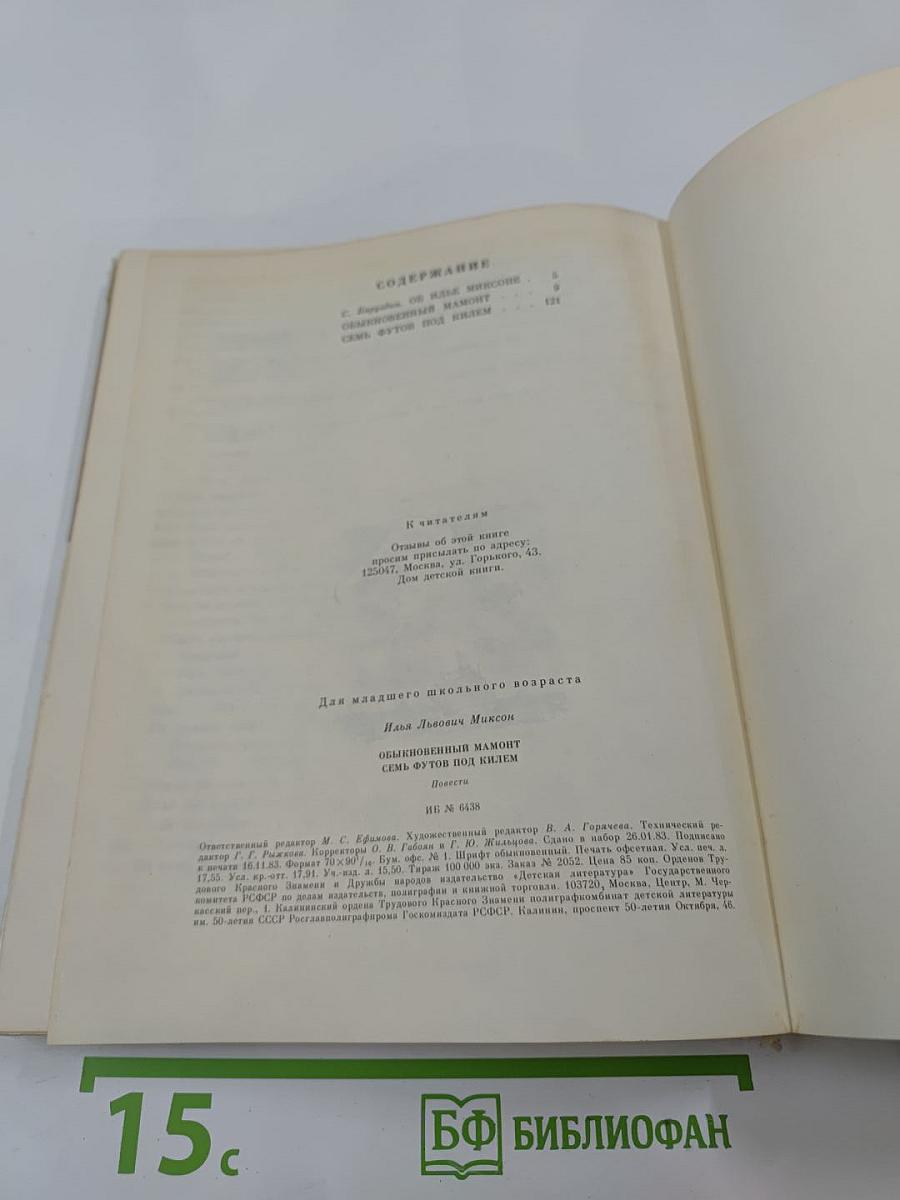 СОДЕРЖАНИЕ
С. Баруздин. ОБ ИЛЬЕ МИКСОНЕ . 5
ОБЫКНОВЕННЫЙ МАМОНТ . . . 9
СЕМЬ ФУТОВ ПОД КИЛЕМ . . . 121
К читателям
Отзывы об этой книге
просим присылать по адресу:
125047, Москва, ул. Горького, 43.
Дом детской книги.
Для младшего школьного возраста
Илья Львович Миксон
ОБЫКНОВЕННЫЙ МАМОНТ
СЕМЬ ФУТОВ ПОД КИЛЕМ
Повести
ИБ № 6438
Ответственный редактор М. С. Ефимова. Художественный редактор В. А. Горячева. Технический ре-
дактор Г. Г. Рыжкова. Корректоры О. В. Габоян и Г. Ю. Жильцова. Сдано в набор 26.01.83. Подписано
к печати 16.11.83. Формат 70×90¹/₁₆. Бум. офс. № 1. Шрифт обыкновенный. Печать офсетная. Усл. печ. л.
17,55. Усл. кр.-отт. 17,91. Уч.-изд. л. 15,50. Тираж 100 000 экз. Заказ № 2052. Цена 85 коп. Орденов Тру-
дового Красного Знамени и Дружбы народов издательство «Детская литература» Государственного
комитета РСФСР по делам издательств, полиграфии и книжной торговли. 103720, Москва, Центр, М. Чер-
касский пер., 1. Калининский ордена Трудового Красного Знамени полиграфкомбинат детской литературы
им. 50-летия СССР Росглавполиграфпрома Госкомиздата РСФСР. Калинин, проспект 50-летия Октября, 46.
15 с
БФ БИБЛИОФАН